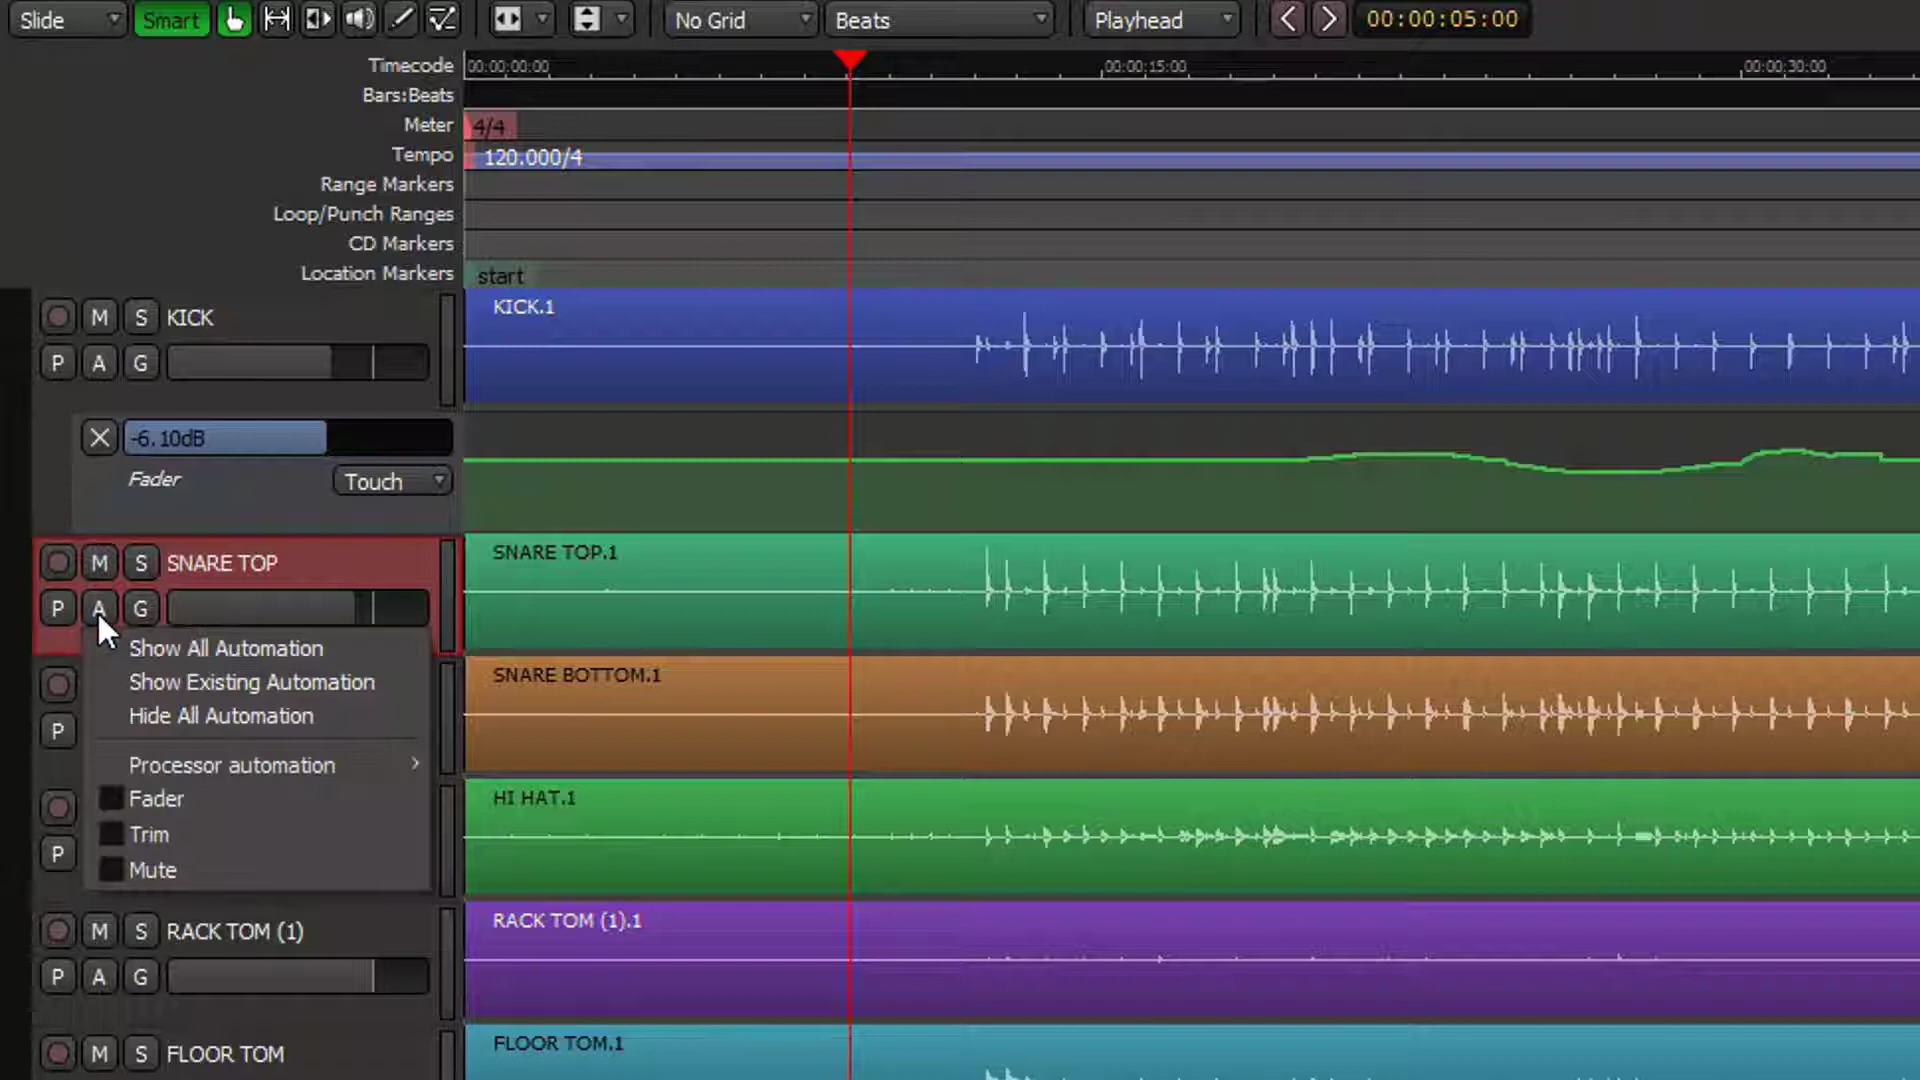 Slide Smart No Grid Beats Playhead 00:00:05:00
Timecode 00:00:00:00 00:00:15:00 00:00:30:00
Bars:Beats
Meter 4/4
Tempo 120.000/4
Range Markers
Loop/Punch Ranges
CD Markers
Location Markers start
M S KICK KICK.1
P A G
-6.10dB
Fader Touch
M S SNARE TOP SNARE TOP.1
P A G
Show All Automation
Show Existing Automation SNARE BOTTOM.1
Hide All Automation
P
Processor automation
Fader HI HAT.1
Trim
P
Mute
M S RACK TOM (1) RACK TOM (1).1
P A G
M S FLOOR TOM FLOOR TOM.1